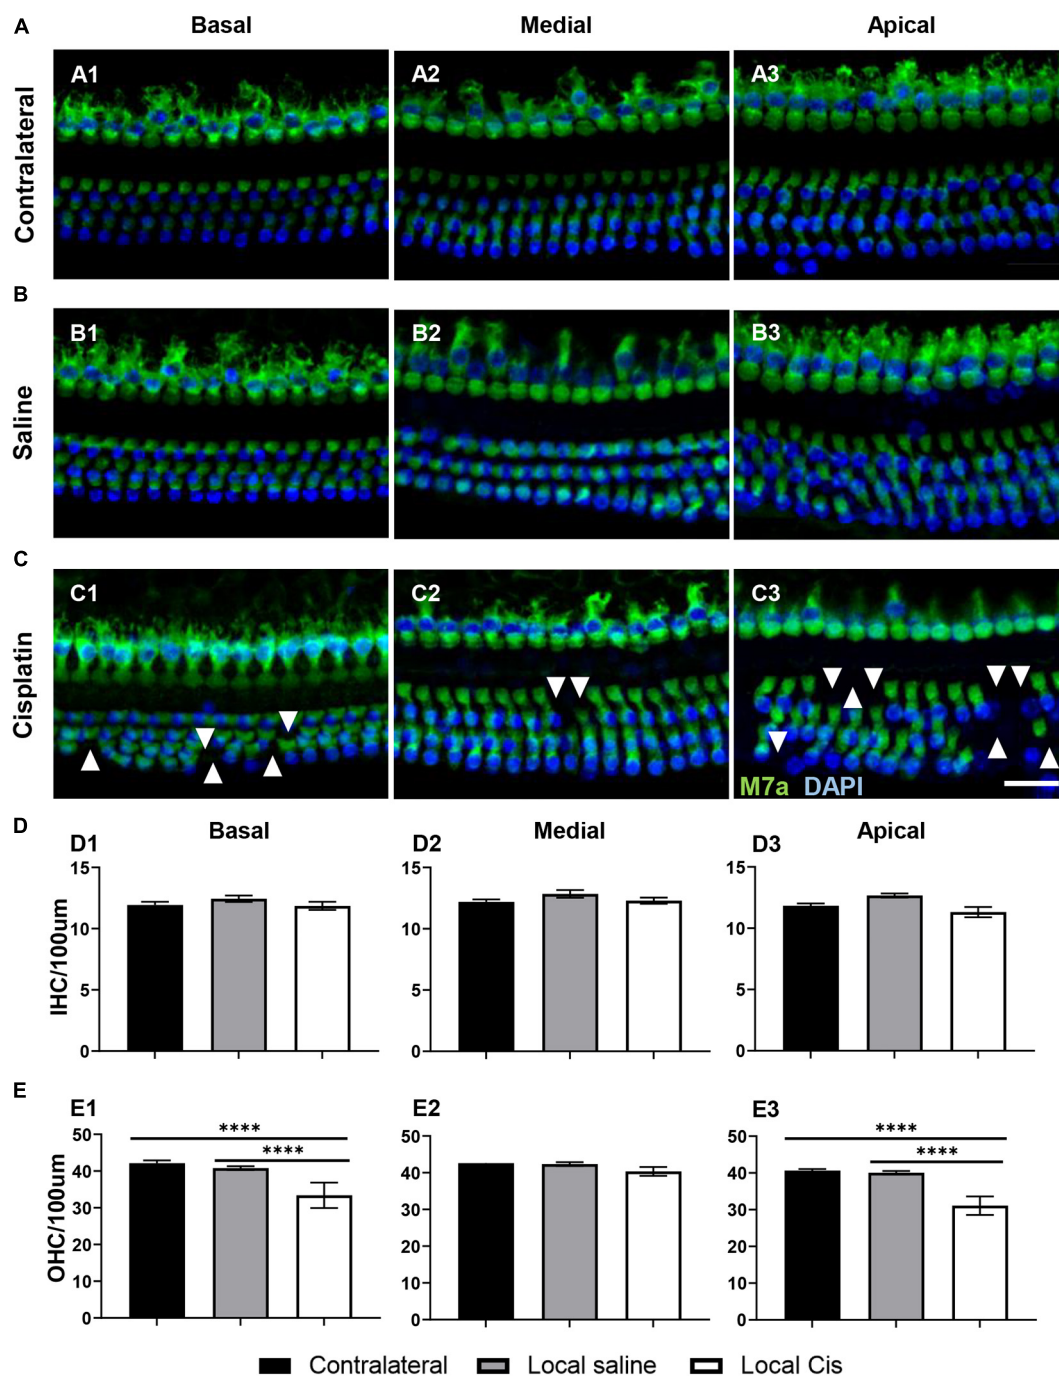 A Basal Medial Apical
Contralateral
A1 A2 A3
B
Saline
B1 B2 B3
C
Cisplatin
C1 C2 C3
M7a DAPI
D Basal Medial Apical
D1 D2 D3
IHC/100um
15 15 15
10 10 10
5 5 5
0 0 0
E
E1 E2 E3
OHC/100um
**** ****
**** ****
50 50 50
40 40 40
30 30 30
20 20 20
10 10 10
0 0 0
Contralateral Local saline Local Cis